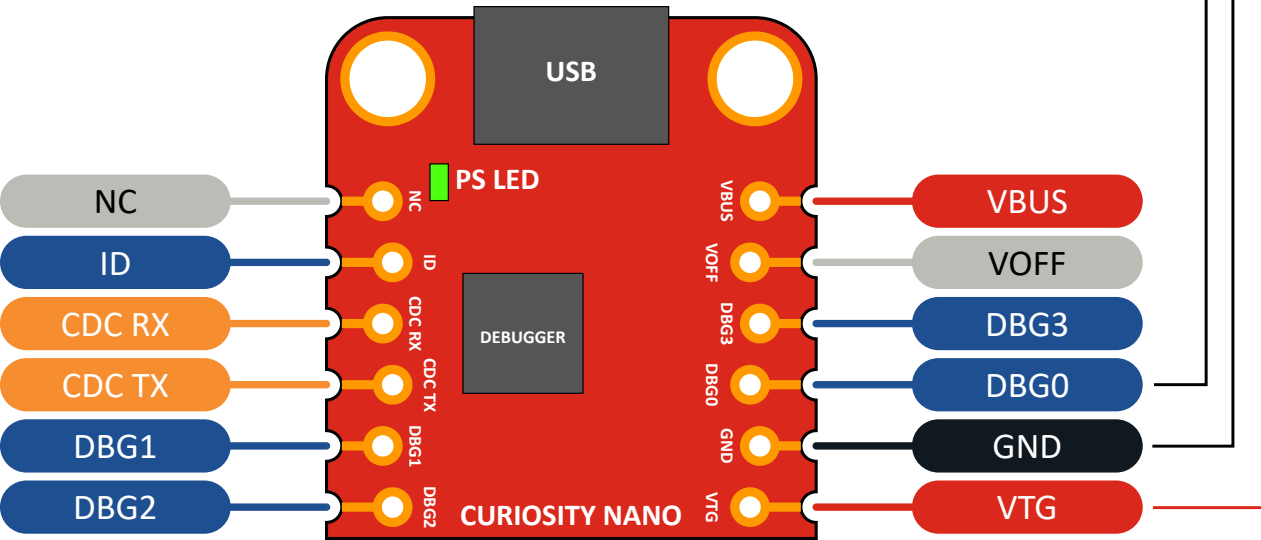 USB
PS LED
NC
NC
VBUS
VBUS
ID
ID
VOFF
VOFF
CDC RX
CDC RX
DEBUGGER
DBG3
DBG3
CDC TX
CDC TX
DBG0
DBG0
DBG1
DBG1
GND
GND
DBG2
DBG2
CURIOSITY NANO
VTG
VTG